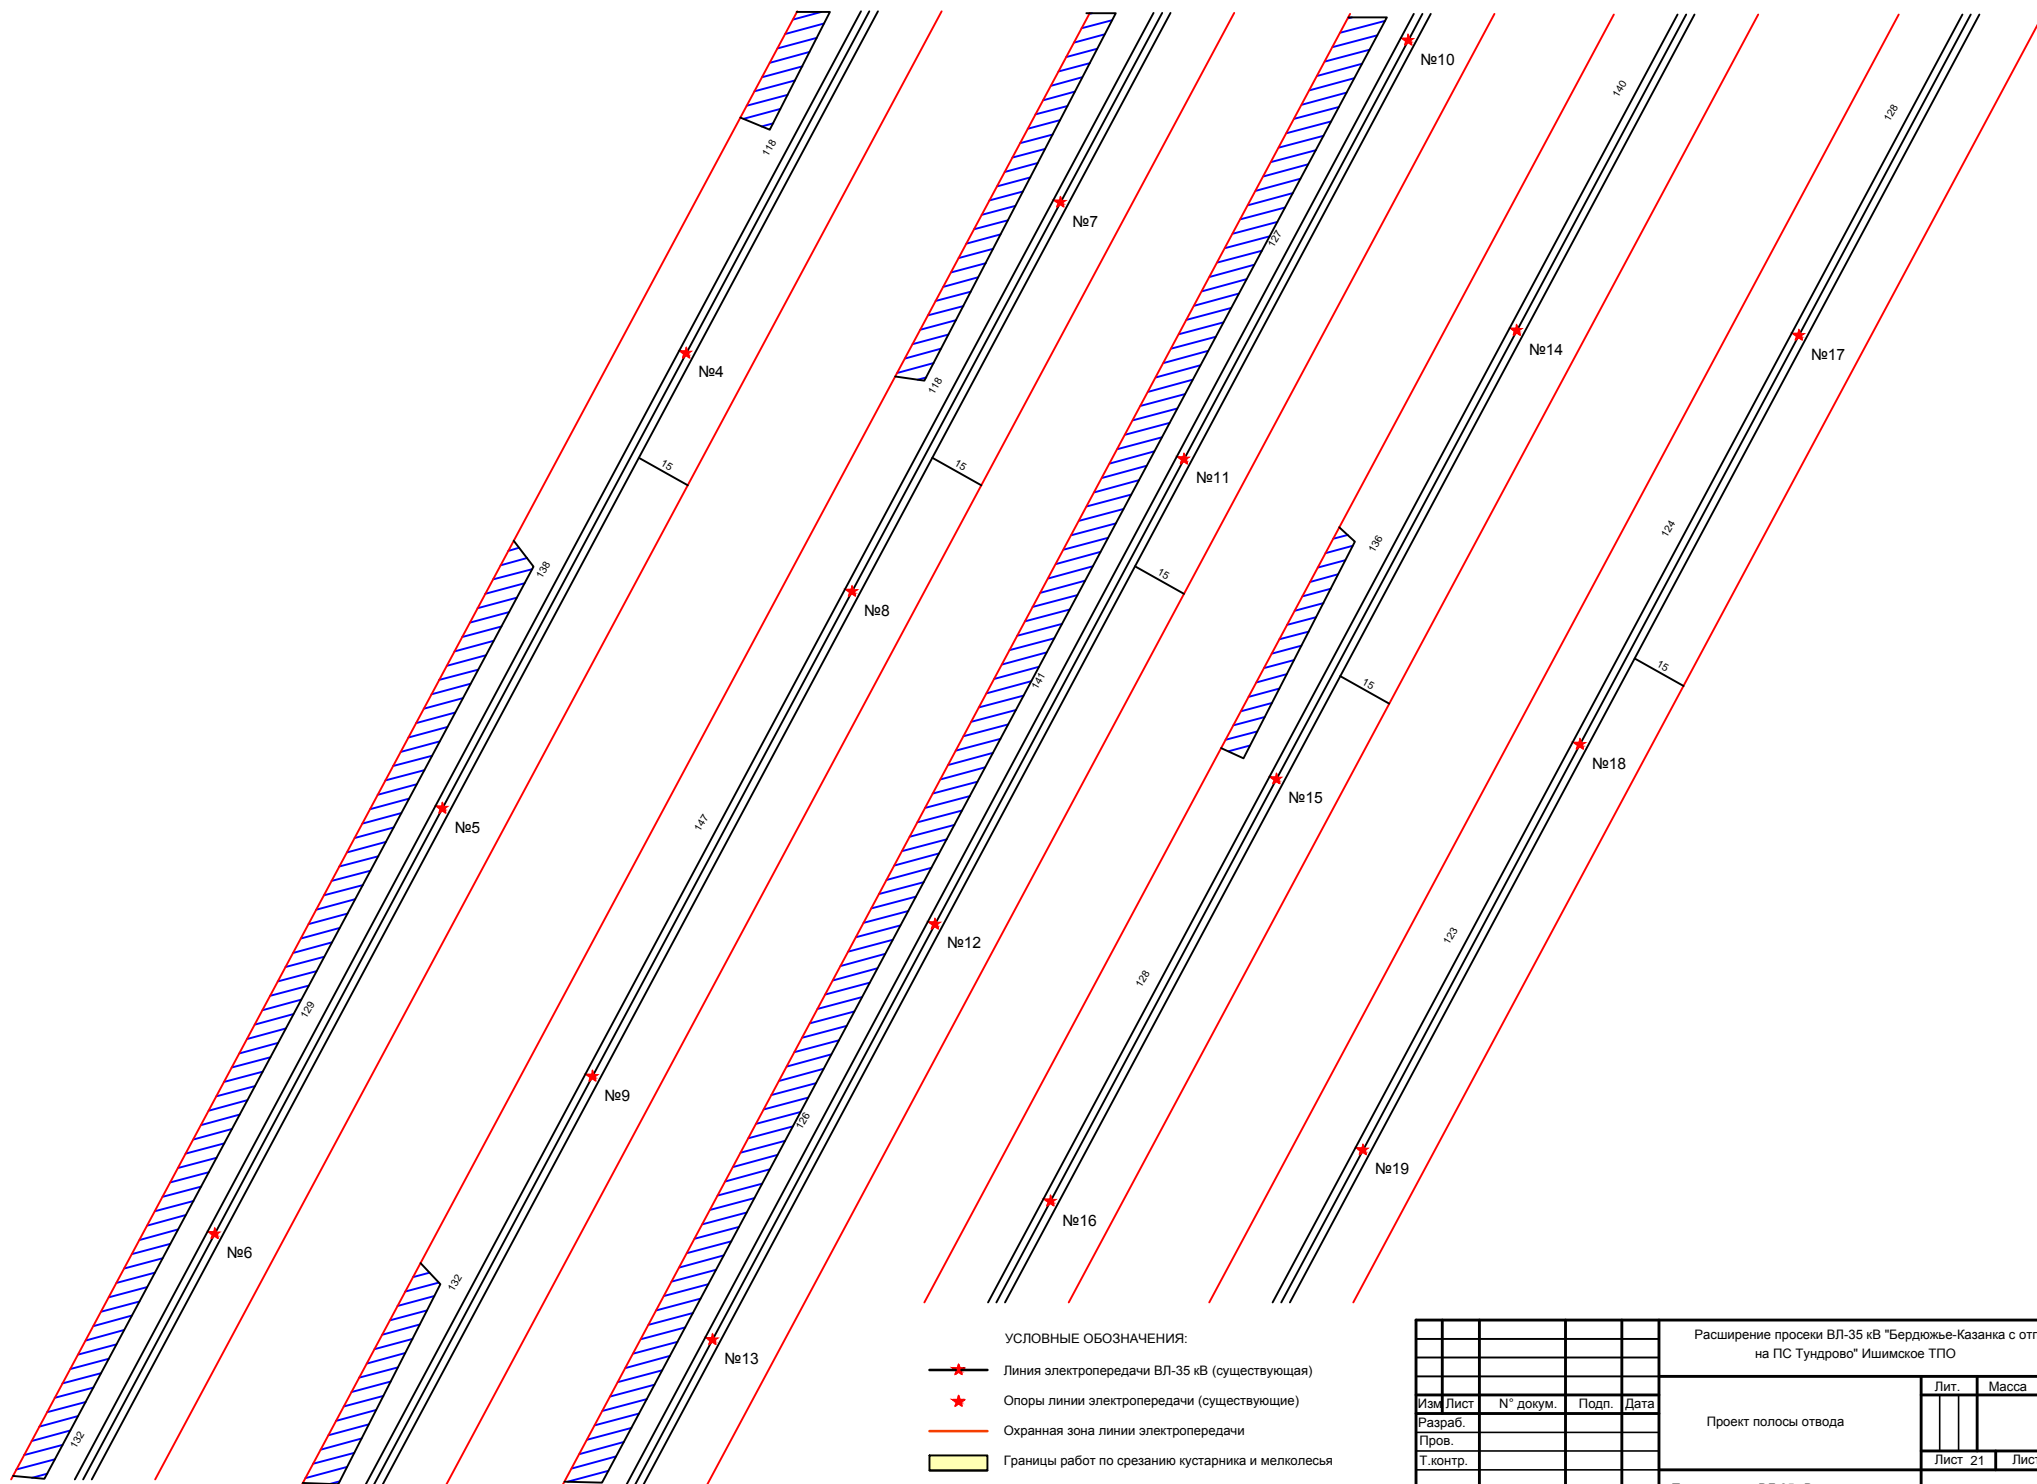 118
№4
15
138
№5
129
№6
132
№7
118
15
№8
147
№9
132
№10
127
№11
15
141
№12
126
№13
140
№14
136
15
№15
128
№16
128
№17
124
15
№18
123
№19
УСЛОВНЫЕ ОБОЗНАЧЕНИЯ:
Линия электропередачи ВЛ-35 кВ (существующая)
Опоры линии электропередачи (существующие)
Охранная зона линии электропередачи
Границы работ по срезанию кустарника и мелколесья
Расширение просеки ВЛ-35 кВ "Бердюжье-Казанка с отп
на ПС Тундрово" Ишимское ТПО
Изм Лист N° докум. Подп. Дата
Разраб.
Пров.
Т.контр.
Проект полосы отвода
Лит. Масса
Лист 21 Лист